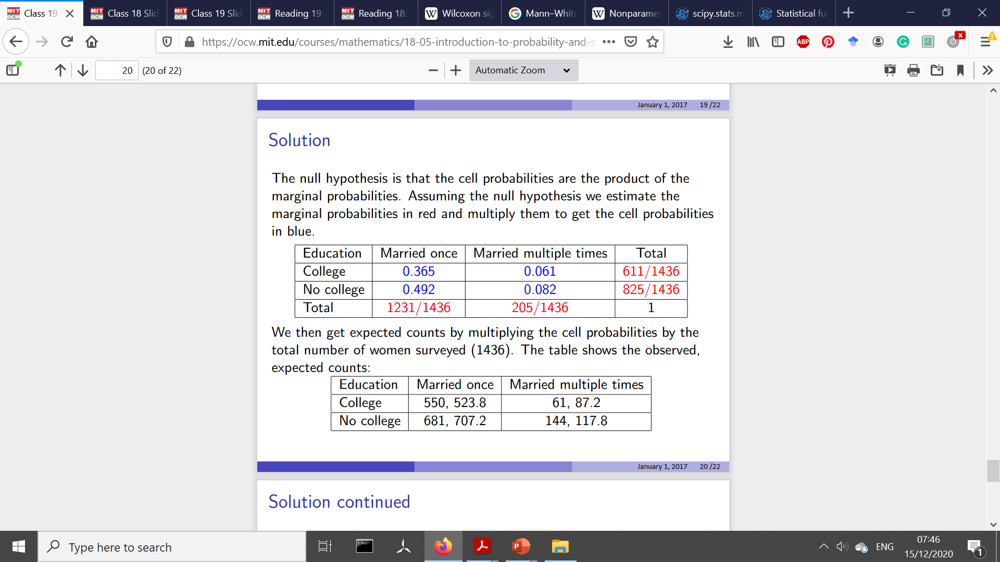 Class 19
Class 18 Slid
Class 19 Slid
Reading 19:
Reading 18:
Wilcoxon sig
Mann–Whitn
Nonparamet
scipy.stats.m
Statistical fu
https://ocw.mit.edu/courses/mathematics/18-05-introduction-to-probability-and-s
ABP
x
20 (20 of 22)
Automatic Zoom
January 1, 2017 19 /22
Solution
The null hypothesis is that the cell probabilities are the product of the
marginal probabilities. Assuming the null hypothesis we estimate the
marginal probabilities in red and multiply them to get the cell probabilities
in blue.
Education Married once Married multiple times Total
College 0.365 0.061 611/1436
No college 0.492 0.082 825/1436
Total 1231/1436 205/1436 1
We then get expected counts by multiplying the cell probabilities by the
total number of women surveyed (1436). The table shows the observed,
expected counts:
Education Married once Married multiple times
College 550, 523.8 61, 87.2
No college 681, 707.2 144, 117.8
January 1, 2017 20 /22
Solution continued
Type here to search
ENG
07:46
15/12/2020
1